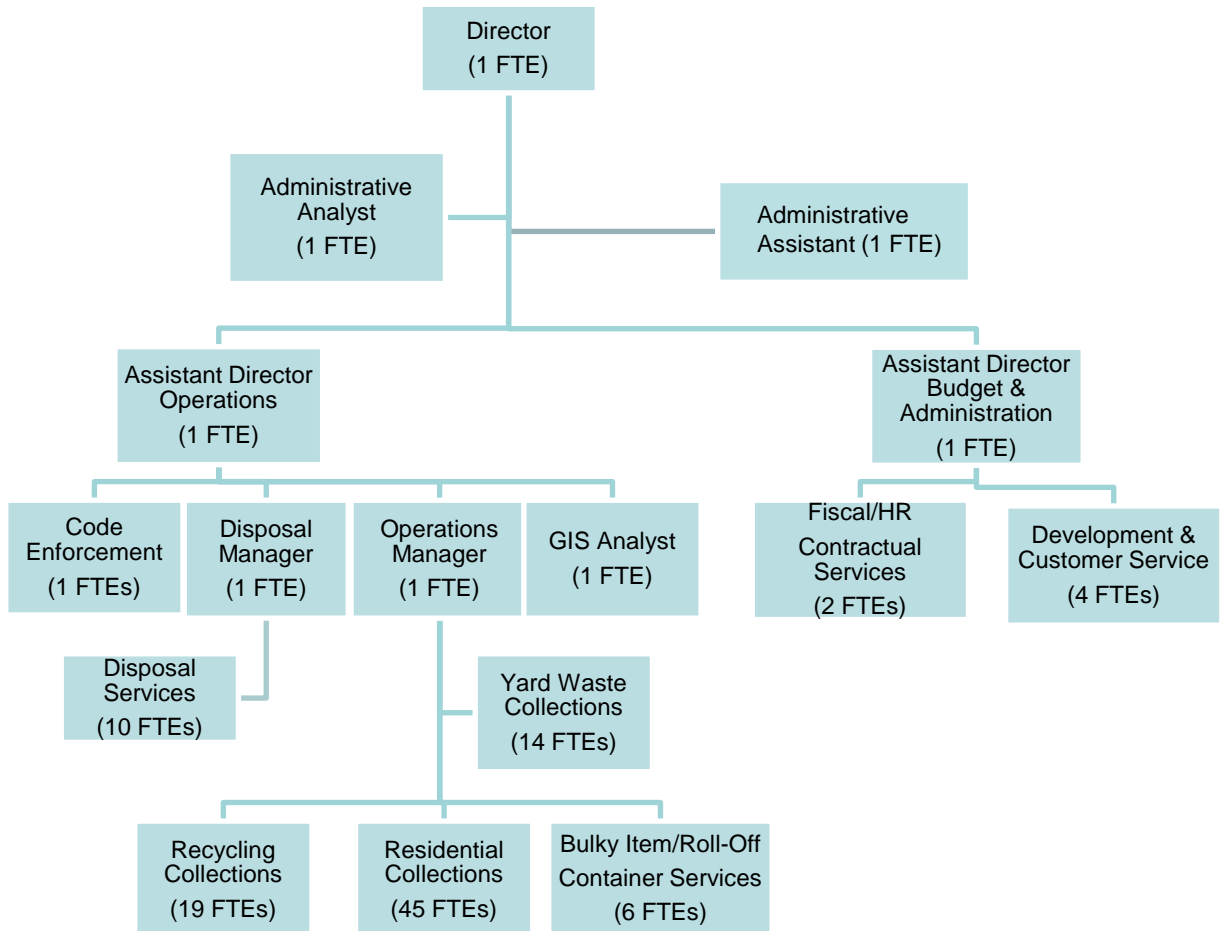 Director
(1 FTE)
Administrative
Analyst
(1 FTE)
Administrative
Assistant (1 FTE)
Assistant Director
Operations
(1 FTE)
Assistant Director
Budget &
Administration
(1 FTE)
Code
Enforcement
(1 FTEs)
Disposal
Manager
(1 FTE)
Operations
Manager
(1 FTE)
GIS Analyst
(1 FTE)
Fiscal/HR
Contractual
Services
(2 FTEs)
Development &
Customer Service
(4 FTEs)
Disposal
Services
(10 FTEs)
Yard Waste
Collections
(14 FTEs)
Recycling
Collections
(19 FTEs)
Residential
Collections
(45 FTEs)
Bulky Item/Roll-Off
Container Services
(6 FTEs)